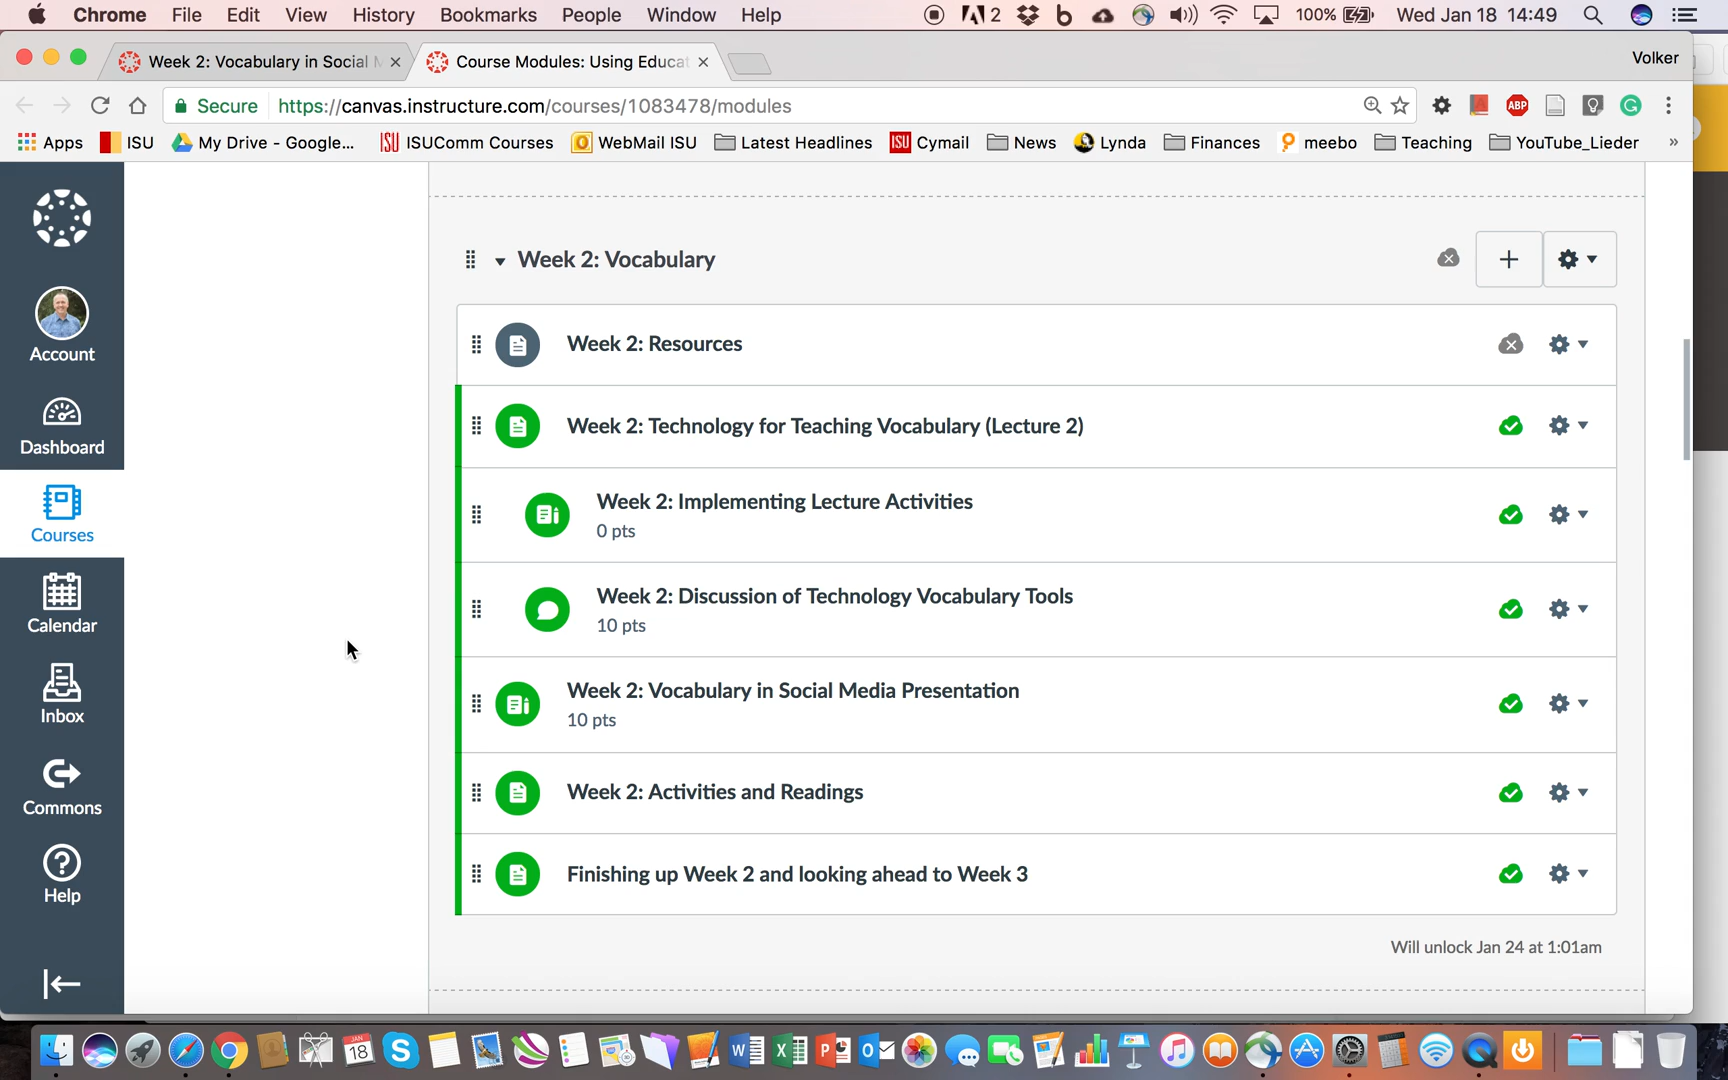 Chrome File Edit View History Bookmarks People Window Help 2 100% Wed Jan 18 14:49
Week 2: Vocabulary in Social M Course Modules: Using Educat Volker
Secure https://canvas.instructure.com/courses/1083478/modules ABP
Apps ISU My Drive - Google... ISU ISUComm Courses WebMail ISU Latest Headlines ISU Cymail News Lynda Finances meebo Teaching YouTube_Lieder »
Week 2: Vocabulary
Account
Week 2: Resources
Dashboard
Week 2: Technology for Teaching Vocabulary (Lecture 2)
Courses
Week 2: Implementing Lecture Activities
0 pts
Calendar
Week 2: Discussion of Technology Vocabulary Tools
10 pts
Inbox
Week 2: Vocabulary in Social Media Presentation
10 pts
Commons
Week 2: Activities and Readings
Help
Finishing up Week 2 and looking ahead to Week 3
Will unlock Jan 24 at 1:01am
JAN
18